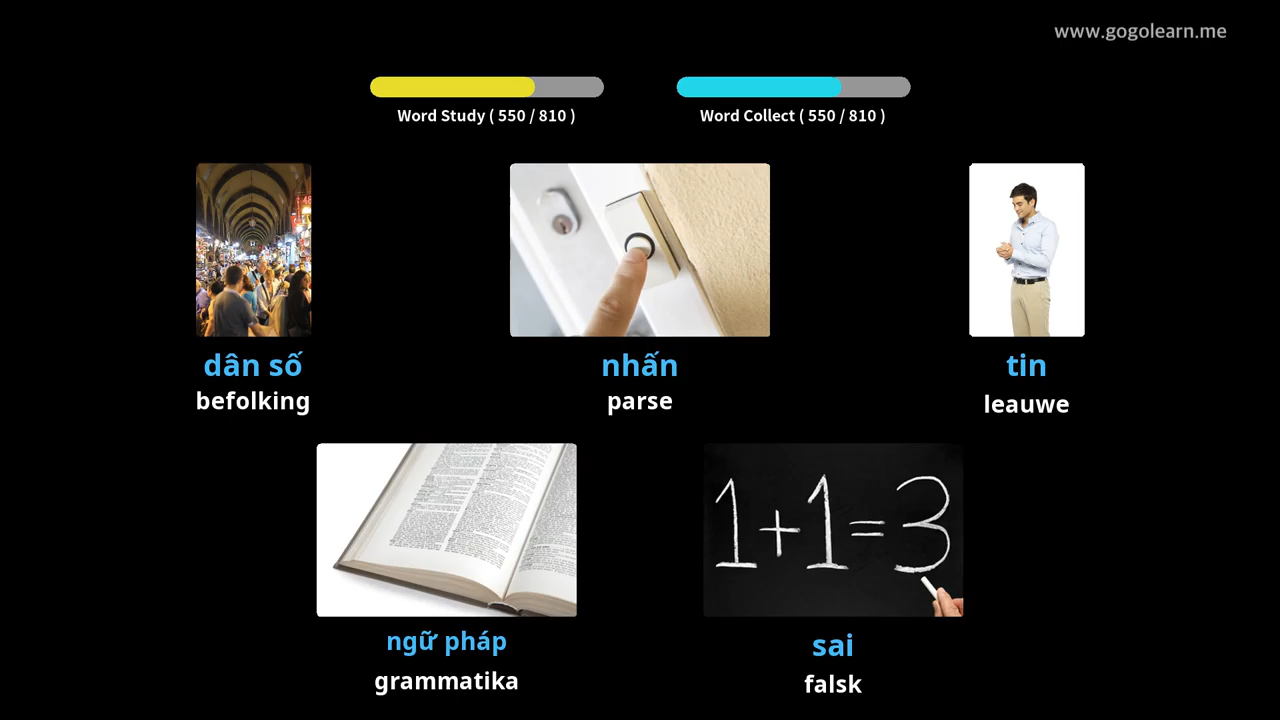 www.gogolearn.me
Word Study ( 550 / 810 )
Word Collect ( 550 / 810 )
dân số
befolking
nhấn
parse
tin
leauwe
ngữ pháp
grammatika
1+1=3
sai
falsk